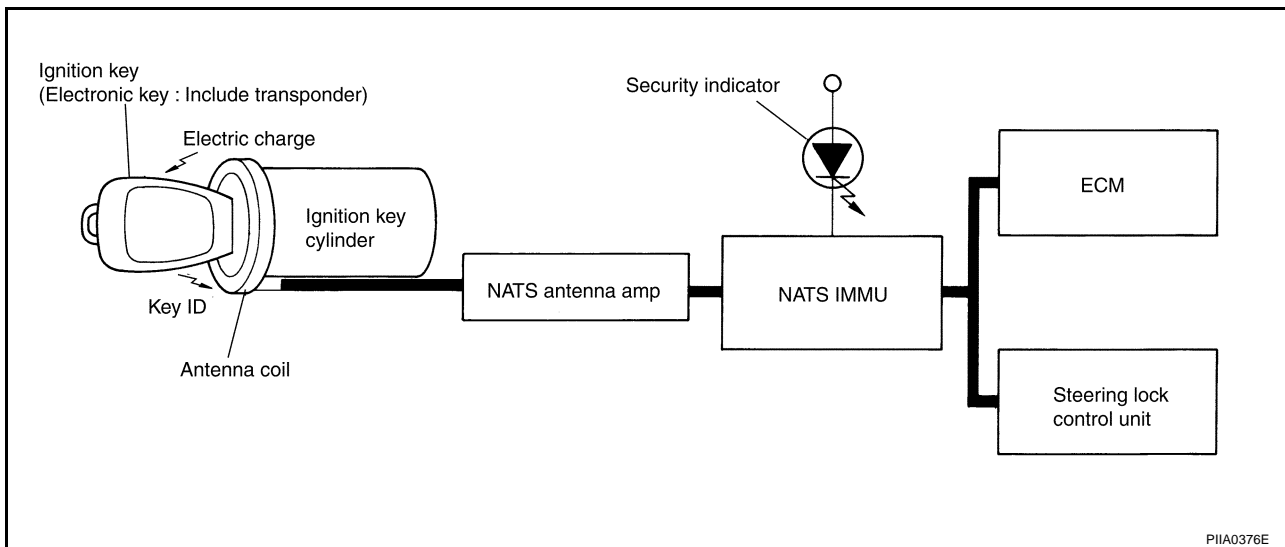 Ignition key
(Electronic key : Include transponder)
Electric charge
Ignition key
cylinder
Key ID
Antenna coil
NATS antenna amp
Security indicator
NATS IMMU
ECM
Steering lock
control unit
PIIA0376E